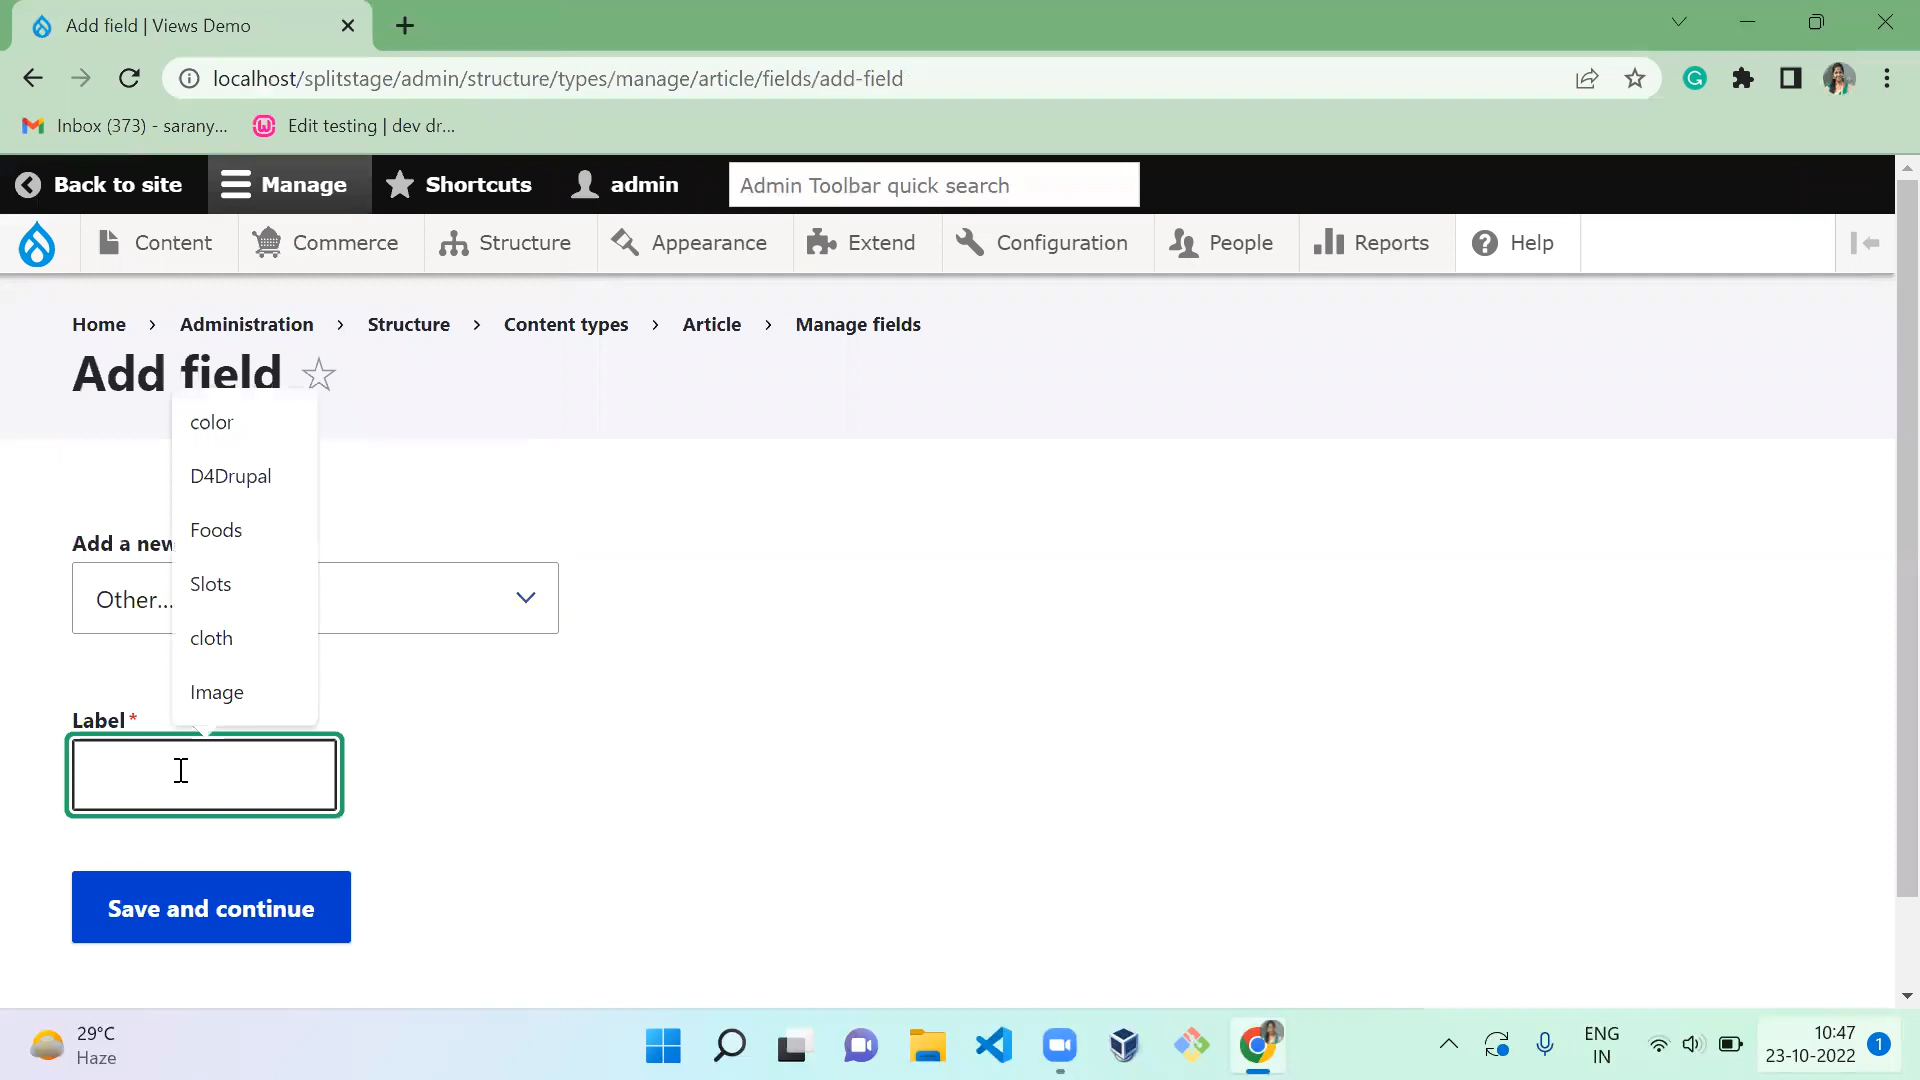 Add field | Views Demo
localhost/splitstage/admin/structure/types/manage/article/fields/add-field
Inbox (373) - sarany...
Edit testing | dev dr...
Back to site
Manage
Shortcuts
admin
Admin Toolbar quick search
Content
Commerce
Structure
Appearance
Extend
Configuration
People
Reports
Help
Home › Administration › Structure › Content types › Article › Manage fields
Add field
color
D4Drupal
Foods
Slots
cloth
Image
Add a new
Other...
Label*
Save and continue
29°C
Haze
ENG
IN
10:47
23-10-2022
1